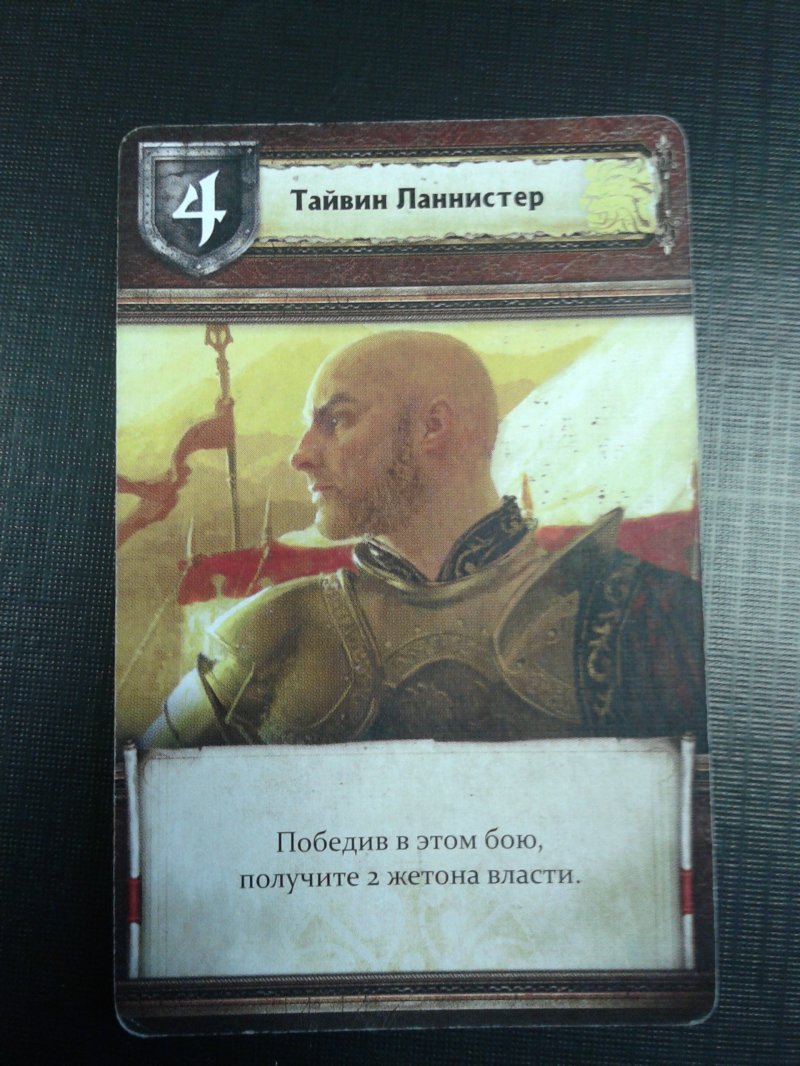 4
Тайвин Ланнистер
Победив в этом бою,
получите 2 жетона власти.